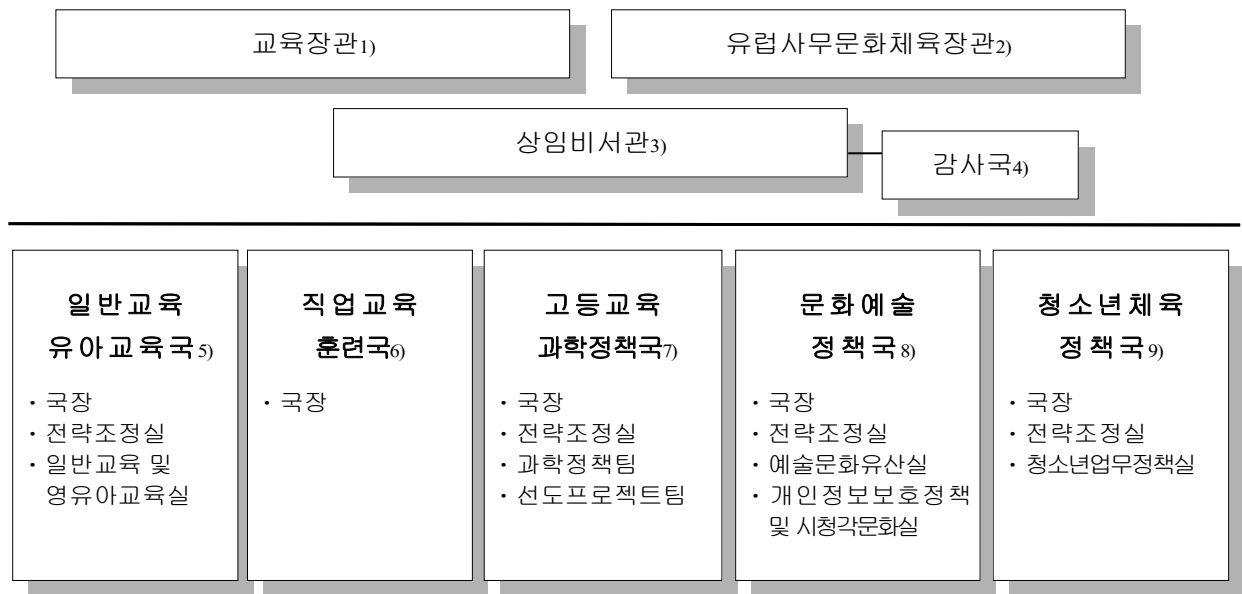 교육장관1)
유럽사무문화체육장관2)
상임비서관3)
감사국4)
일반교육
유아교육국5)
· 국장
· 전략조정실
· 일반교육 및
영유아교육실
직업교육
훈련국6)
· 국장
고등교육
과학정책국7)
· 국장
· 전략조정실
· 과학정책팀
· 선도프로젝트팀
문화예술
정책국8)
· 국장
· 전략조정실
· 예술문화유산실
· 개인정보보호정책
및 시청각문화실
청소년체육
정책국9)
· 국장
· 전략조정실
· 청소년업무정책실